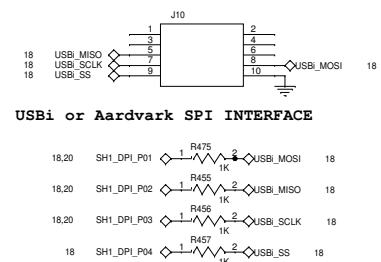 J10
1 2
3 4
18 USBi_MISO 5 6
18 USBi_SCLK 7 8 USBi_MOSI 18
18 USBi_SS 9 10
USBi or Aardvark SPI INTERFACE
R475
18,20 SH1_DPI_P01 1 2 USBi_MOSI 18
1K
R455
18,20 SH1_DPI_P02 1 2 USBi_MISO 18
1K
R456
18,20 SH1_DPI_P03 1 2 USBi_SCLK 18
1K
R457
18 SH1_DPI_P04 1 2 USBi_SS 18
1K